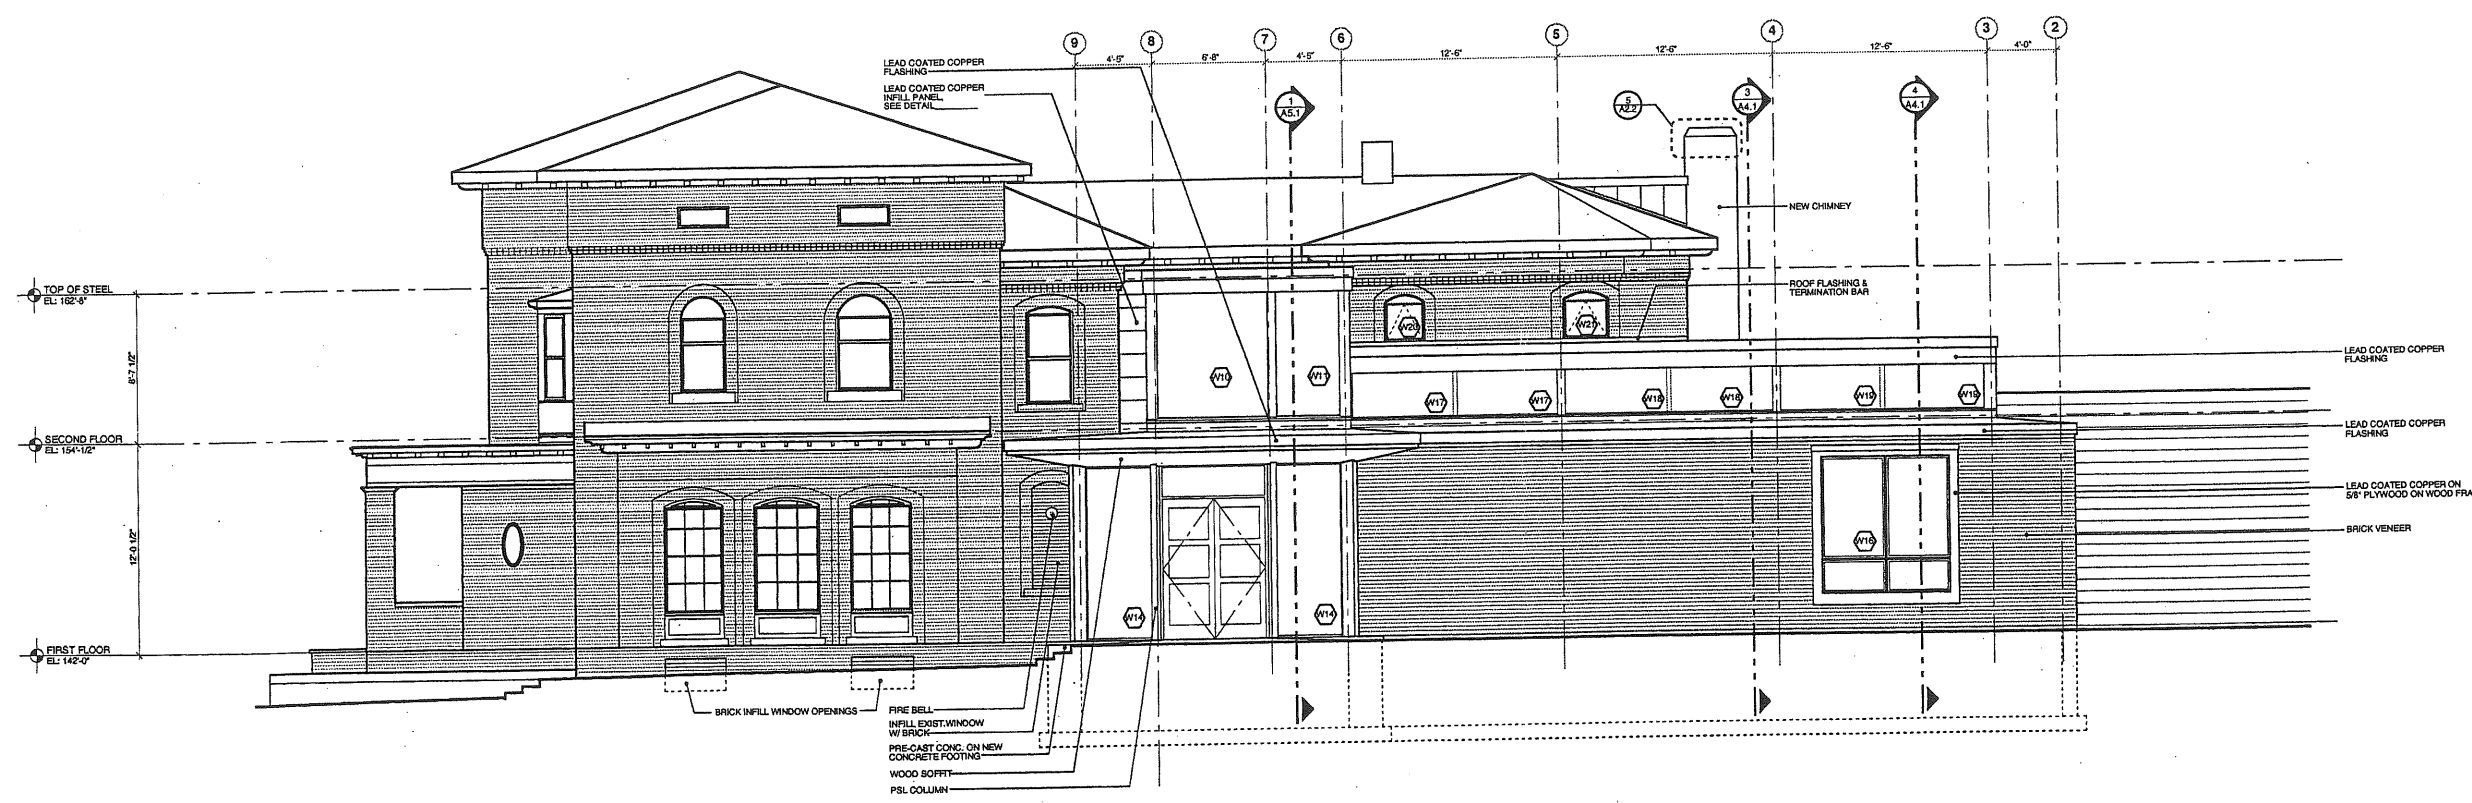 9 8 7 6 5 4 3 2
4'-5" 6'-8" 4'-5" 12'-6" 12'-6" 12'-6" 4'-0"
LEAD COATED COPPER
FLASHING
LEAD COATED COPPER
INFILL PANEL,
SEE DETAIL
1
A5.1
5
A2.2
3
A4.1
4
A4.1
NEW CHIMNEY
TOP OF STEEL
EL: 162'-8"
ROOF FLASHING &
TERMINATION BAR
W20
W21
8'-7 1/2"
LEAD COATED COPPER
FLASHING
W10
W11
W17
W17
W18
W18
W19
W19
SECOND FLOOR
EL: 154'-1/2"
LEAD COATED COPPER
FLASHING
LEAD COATED COPPER ON
5/8" PLYWOOD ON WOOD FRA
BRICK VENEER
12'-0 1/2"
W16
W14
W14
FIRST FLOOR
EL: 142'-0"
BRICK INFILL WINDOW OPENINGS
FIRE BELL
INFILL EXIST.WINDOW
W/ BRICK
PRE-CAST CONC. ON NEW
CONCRETE FOOTING
WOOD SOFFIT
PSL COLUMN